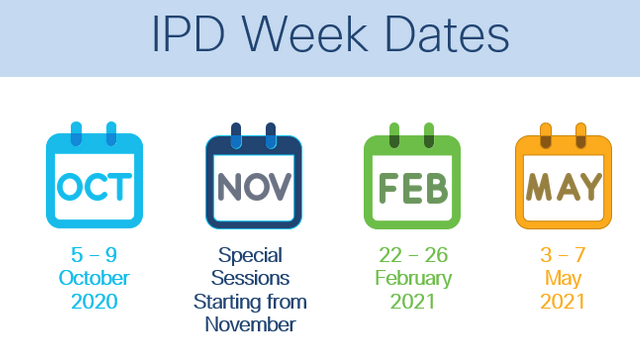 IPD Week Dates
OCT
NOV
FEB
MAY
5 – 9
October
2020
Special
Sessions
Starting from
November
22 – 26
February
2021
3 – 7
May
2021